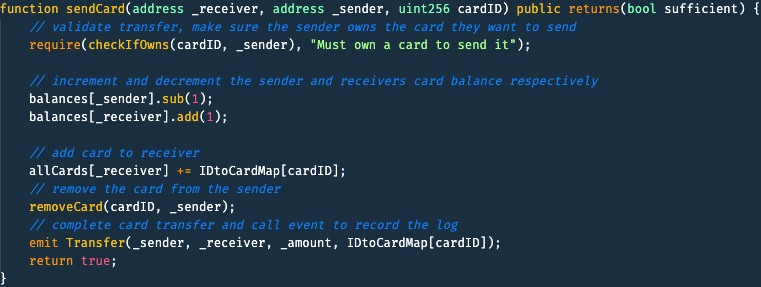 function sendCard(address _receiver, address _sender, uint256 cardID) public returns(bool sufficient) {
// validate transfer, make sure the sender owns the card they want to send
require(checkIfOwns(cardID, _sender), "Must own a card to send it");
// increment and decrement the sender and receivers card balance respectively
balances[_sender].sub(1);
balances[_receiver].add(1);
// add card to receiver
allCards[_receiver] += IDtoCardMap[cardID];
// remove the card from the sender
removeCard(cardID, _sender);
// complete card transfer and call event to record the log
emit Transfer(_sender, _receiver, _amount, IDtoCardMap[cardID]);
return true;
}